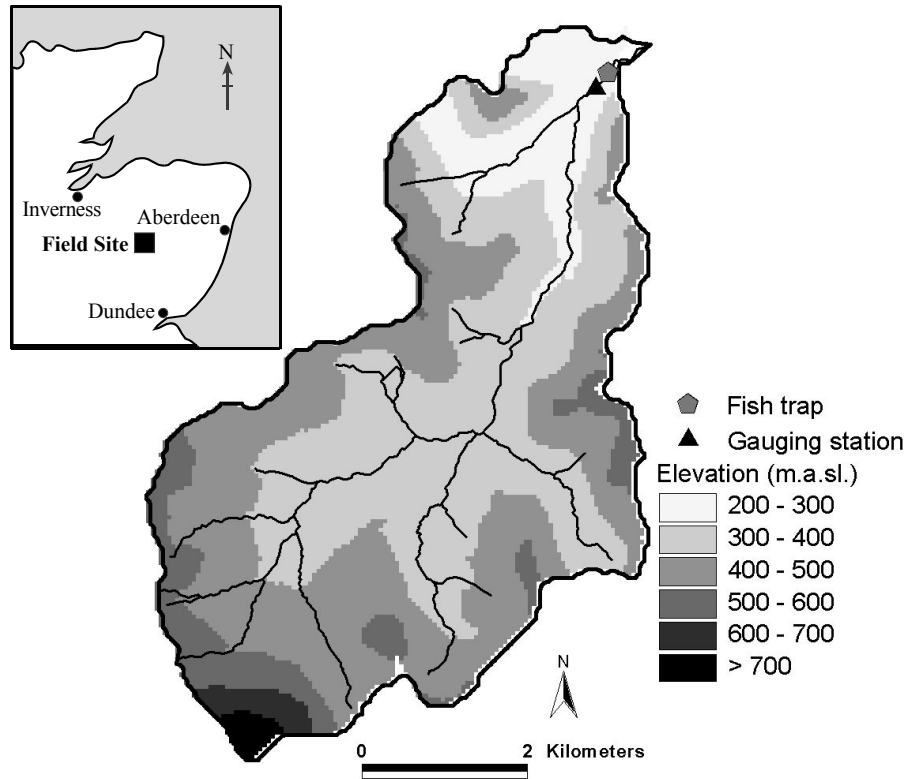 N
Inverness
Aberdeen
Field Site
Dundee
Fish trap
Gauging station
Elevation (m.a.sl.)
200 - 300
300 - 400
400 - 500
500 - 600
600 - 700
> 700
N
0 2 Kilometers